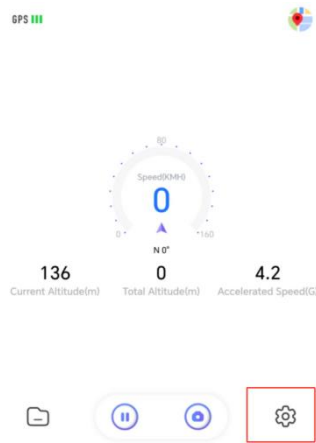 GPS
80
Speed(KMH)
0
0
160
N 0°
136 0 4.2
Current Altitude(m) Total Altitude(m) Accelerated Speed(G